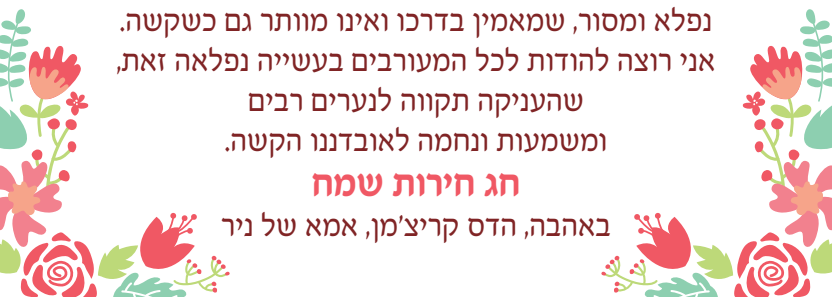 נפלא ומסור, שמאמין בדרכו ואינו מוותר גם כשקשה.
אני רוצה להודות לכל המעורבים בעשייה נפלאה זאת,
שהעניקה תקווה לנערים רבים
ומשמעות ונחמה לאובדננו הקשה.
חג חירות שמח
באהבה, הדס קריצ'מן, אמא של ניר